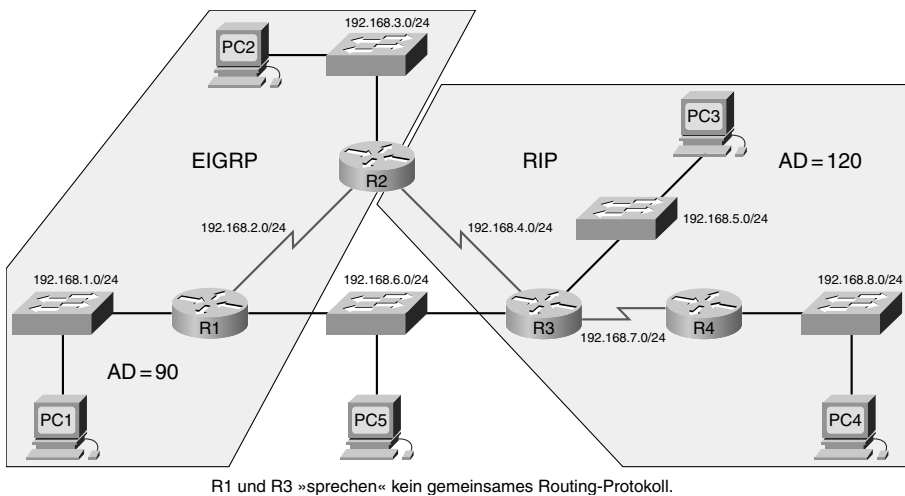 192.168.3.0/24
PC2
EIGRP
RIP
PC3
AD = 120
R2
192.168.2.0/24
192.168.4.0/24
192.168.5.0/24
192.168.1.0/24
192.168.6.0/24
192.168.8.0/24
R1
R3
R4
192.168.7.0/24
AD = 90
PC1
PC5
PC4
R1 und R3 »sprechen« kein gemeinsames Routing-Protokoll.